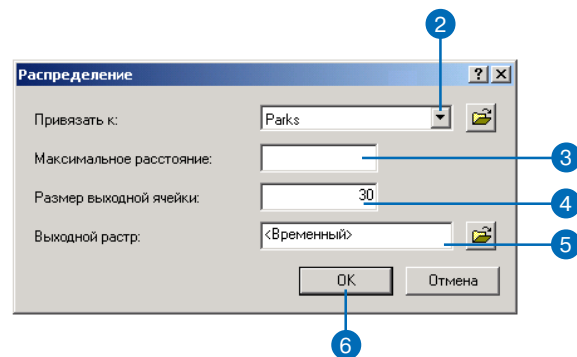 2
Распределение
Привязать к: Parks
Максимальное расстояние:
3
Размер выходной ячейки: 30
4
Выходной растр: <Временный>
5
OK Отмена
6